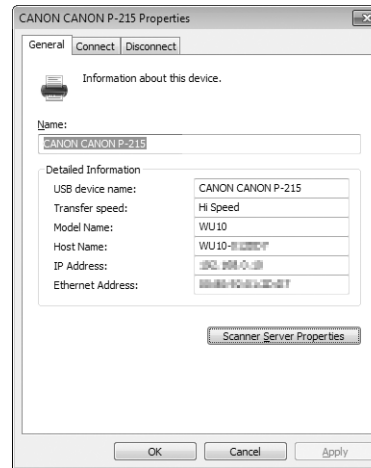 CANON CANON P-215 Properties
General Connect Disconnect
Information about this device.
Name:
CANON CANON P-215
Detailed Information
USB device name: CANON CANON P-215
Transfer speed: Hi Speed
Model Name: WU10
Host Name: WU10-
IP Address:
Ethernet Address:
Scanner Server Properties
OK Cancel Apply